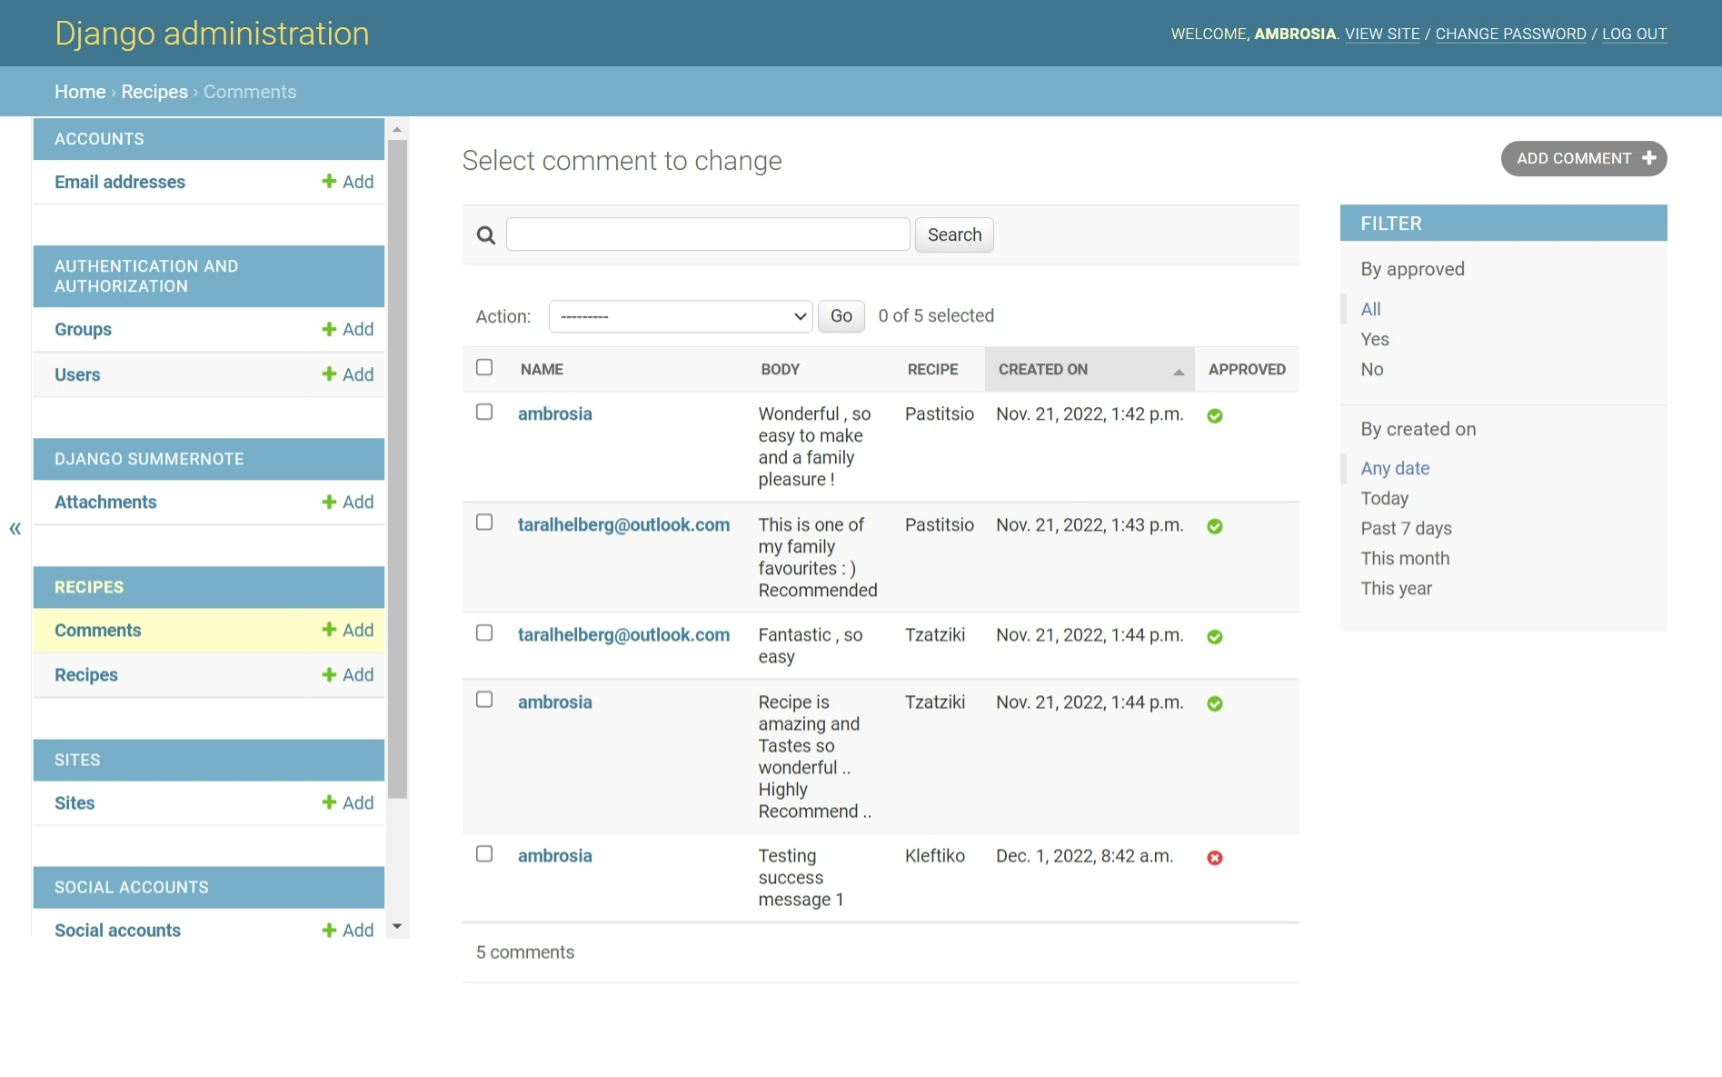 Django administration
WELCOME, AMBROSIA. VIEW SITE / CHANGE PASSWORD / LOG OUT
Home › Recipes › Comments
ACCOUNTS
Email addresses
Add
AUTHENTICATION AND
AUTHORIZATION
Groups
Add
Users
Add
DJANGO SUMMERNOTE
Attachments
Add
«
RECIPES
Comments
Add
Recipes
Add
SITES
Sites
Add
SOCIAL ACCOUNTS
Social accounts
Add
Select comment to change
ADD COMMENT
Search
Action:
---------
Go
0 of 5 selected
NAME BODY RECIPE CREATED ON APPROVED
ambrosia
Wonderful , so
easy to make
and a family
pleasure !
Pastitsio
Nov. 21, 2022, 1:42 p.m.
taralhelberg@outlook.com
This is one of
my family
favourites : )
Recommended
Pastitsio
Nov. 21, 2022, 1:43 p.m.
taralhelberg@outlook.com
Fantastic , so
easy
Tzatziki
Nov. 21, 2022, 1:44 p.m.
ambrosia
Recipe is
amazing and
Tastes so
wonderful ..
Highly
Recommend ..
Tzatziki
Nov. 21, 2022, 1:44 p.m.
ambrosia
Testing
success
message 1
Kleftiko
Dec. 1, 2022, 8:42 a.m.
5 comments
FILTER
By approved
All
Yes
No
By created on
Any date
Today
Past 7 days
This month
This year